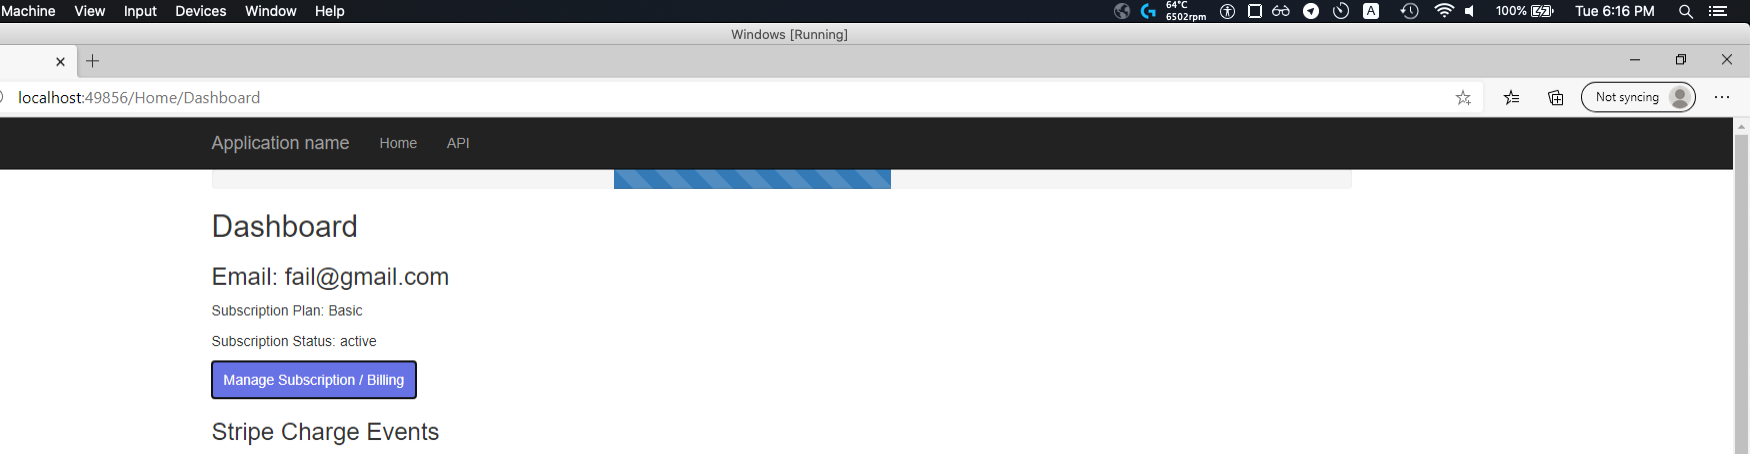 Machine View Input Devices Window Help 64°C 6502rpm A 100% Tue 6:16 PM
Windows [Running]
localhost:49856/Home/Dashboard Not syncing
Application name Home API
Dashboard
Email: fail@gmail.com
Subscription Plan: Basic
Subscription Status: active
Manage Subscription / Billing
Stripe Charge Events